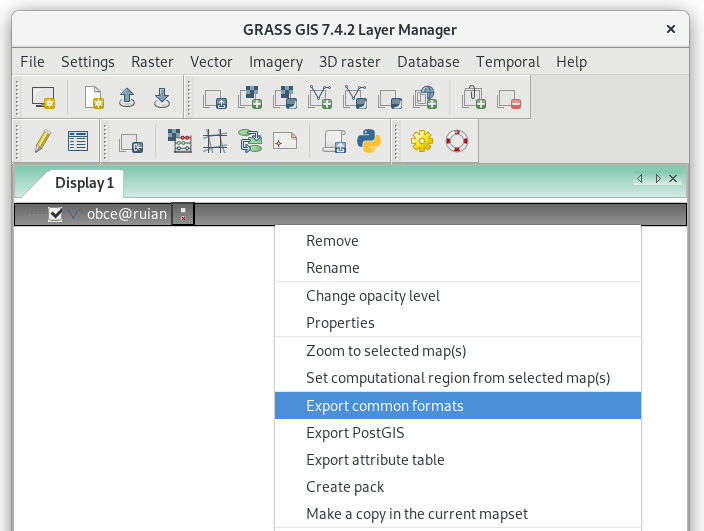 GRASS GIS 7.4.2 Layer Manager
File Settings Raster Vector Imagery 3D raster Database Temporal Help
Display 1
obce@ruian
Remove
Rename
Change opacity level
Properties
Zoom to selected map(s)
Set computational region from selected map(s)
Export common formats
Export PostGIS
Export attribute table
Create pack
Make a copy in the current mapset